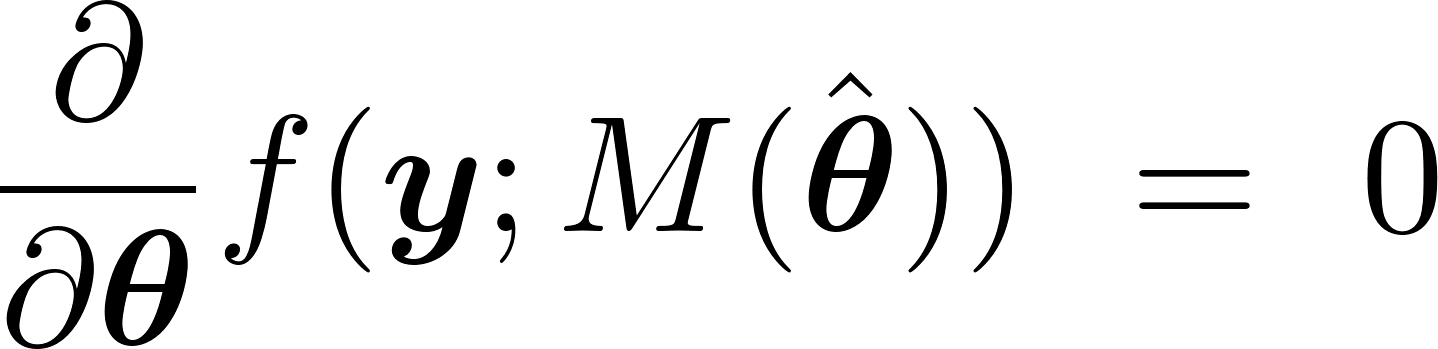 ∂/∂𝜽 f(𝒚; M(𝜽̂)) = 0